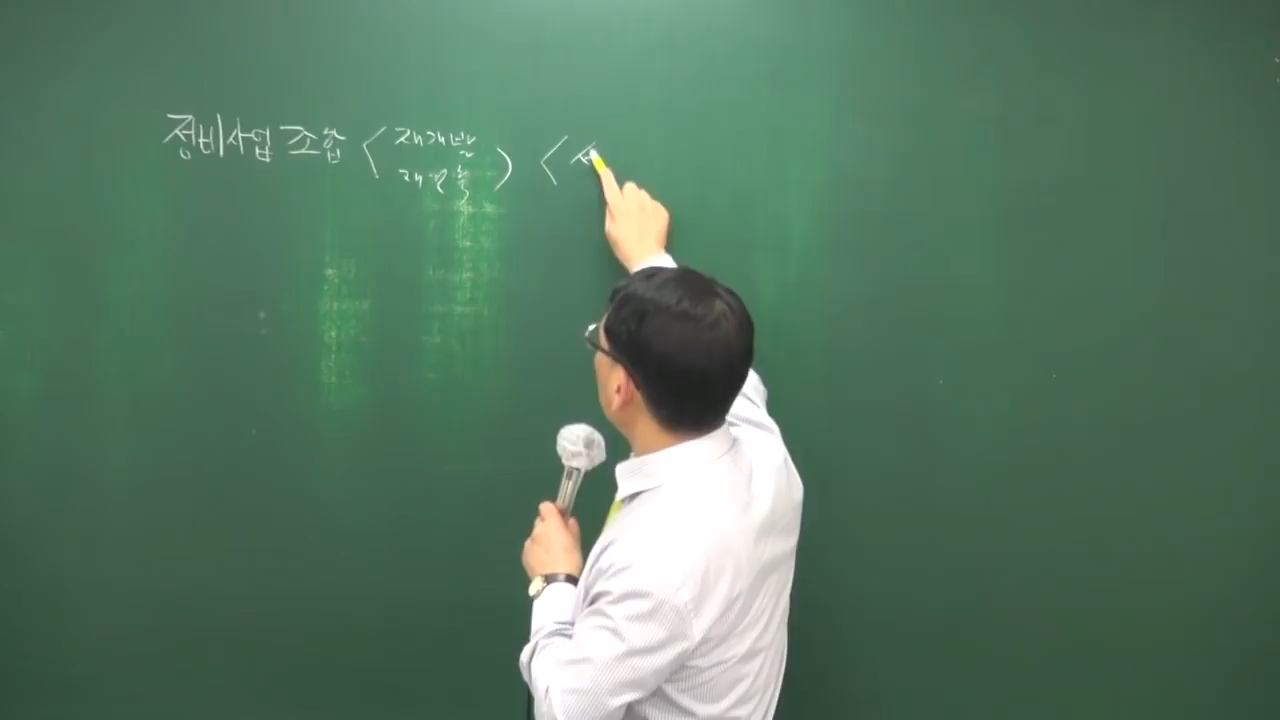 정비사업 조합 〈 재개발
재건축 ) 〈